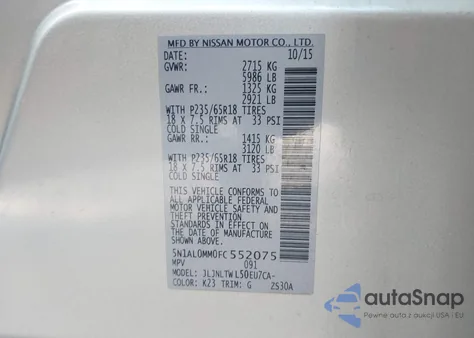 MFD BY NISSAN MOTOR CO., LTD.
DATE: 10/15
GVWR: 2715 KG
5986 LB
GAWR FR.: 1325 KG
2921 LB
WITH P235/65R18 TIRES
18 X 7.5 RIMS AT 33 PSI
COLD SINGLE
GAWR RR.: 1415 KG
3120 LB
WITH P235/65R18 TIRES
18 X 7.5 RIMS AT 33 PSI
COLD SINGLE
THIS VEHICLE CONFORMS TO
ALL APPLICABLE FEDERAL
MOTOR VEHICLE SAFETY AND
THEFT PREVENTION
STANDARDS IN EFFECT ON
THE DATE OF MANUFACTURE
SHOWN ABOVE.
5N1AL0MM0FC552075
MPV 091
MODEL: JL3NLTWL50EU7CA-
COLOR: K23 TRIM: G 2S30A
autoSnap
Pewne auto z aukcji w USA i EU